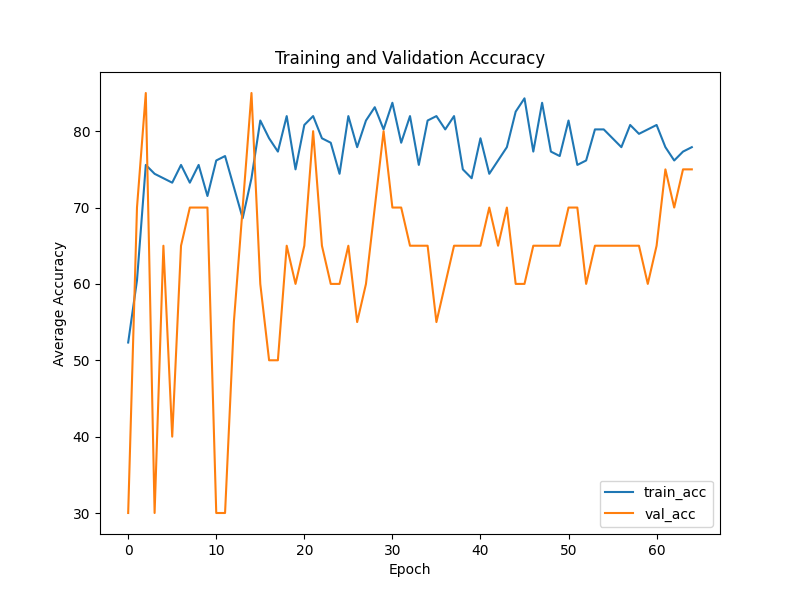 Training and Validation Accuracy
Average Accuracy
80
70
60
50
40
30
0 10 20 30 40 50 60
Epoch
train_acc
val_acc